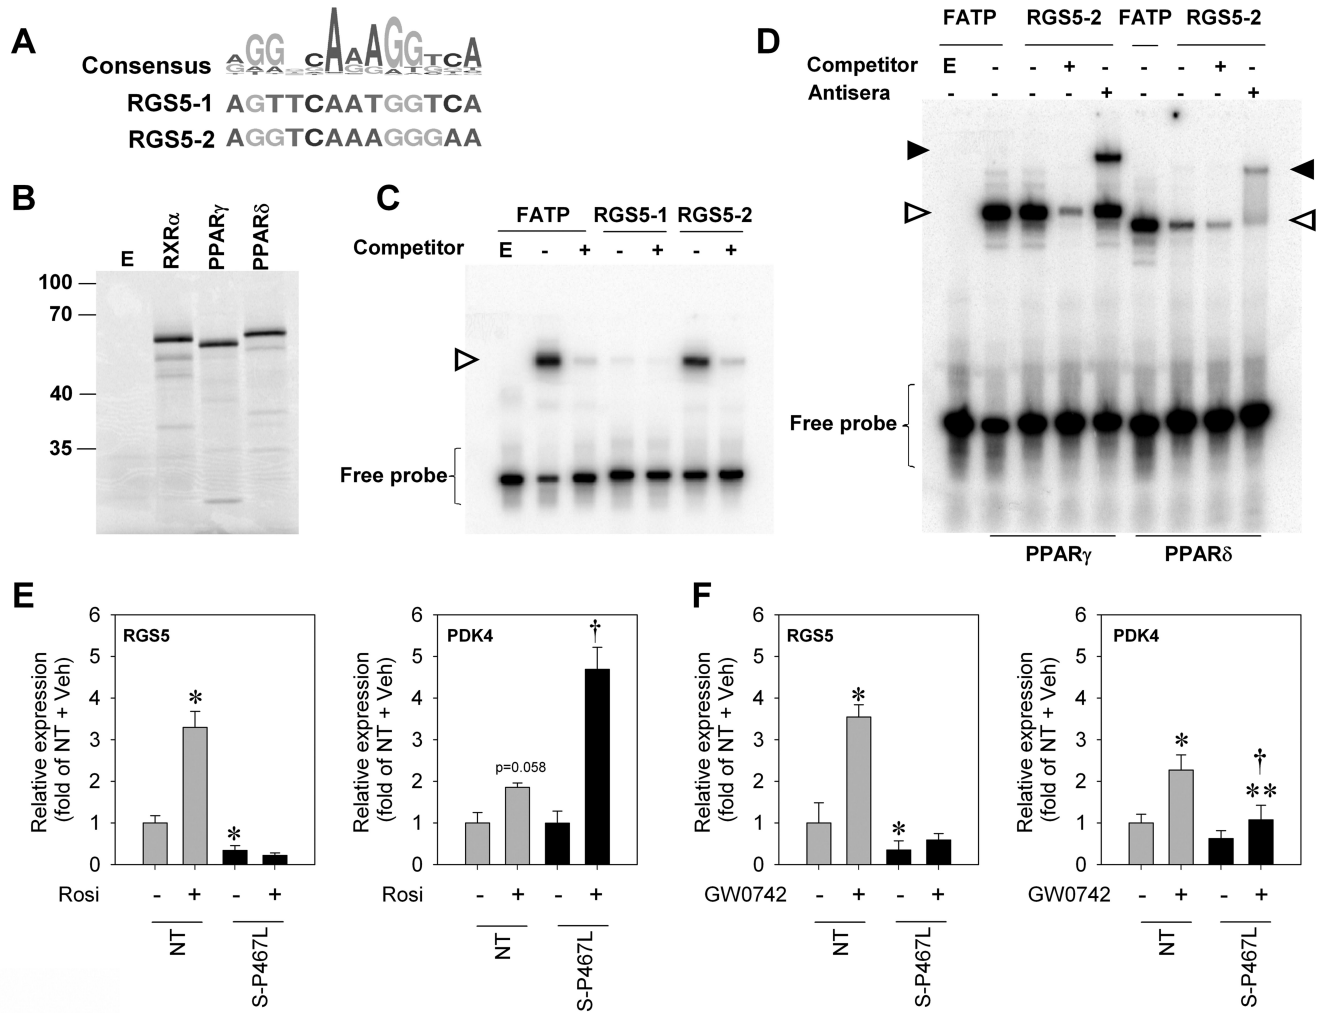 A
Consensus AGG CAAAGGTCA
RGS5-1 AGTTCAATGGTCA
RGS5-2 AGGTCAAAGGGAA
B
E RXRα PPARγ PPARδ
100
70
40
35
C
FATP RGS5-1 RGS5-2
Competitor E - + - + - +
Free probe
D
FATP RGS5-2 FATP RGS5-2
Competitor E - - + - - - + -
Antisera - - - - + - - - +
Free probe
PPARγ PPARδ
E
RGS5
Relative expression
(fold of NT + Veh)
6
5
4
3
2
1
0
*
*
Rosi - + - +
NT S-P467L
PDK4
Relative expression
(fold of NT + Veh)
6
5
4
3
2
1
0
p=0.058
†
Rosi - + - +
NT S-P467L
F
RGS5
Relative expression
(fold of NT + Veh)
6
5
4
3
2
1
0
*
*
GW0742 - + - +
NT S-P467L
PDK4
Relative expression
(fold of NT + Veh)
6
5
4
3
2
1
0
*
†
**
GW0742 - + - +
NT S-P467L